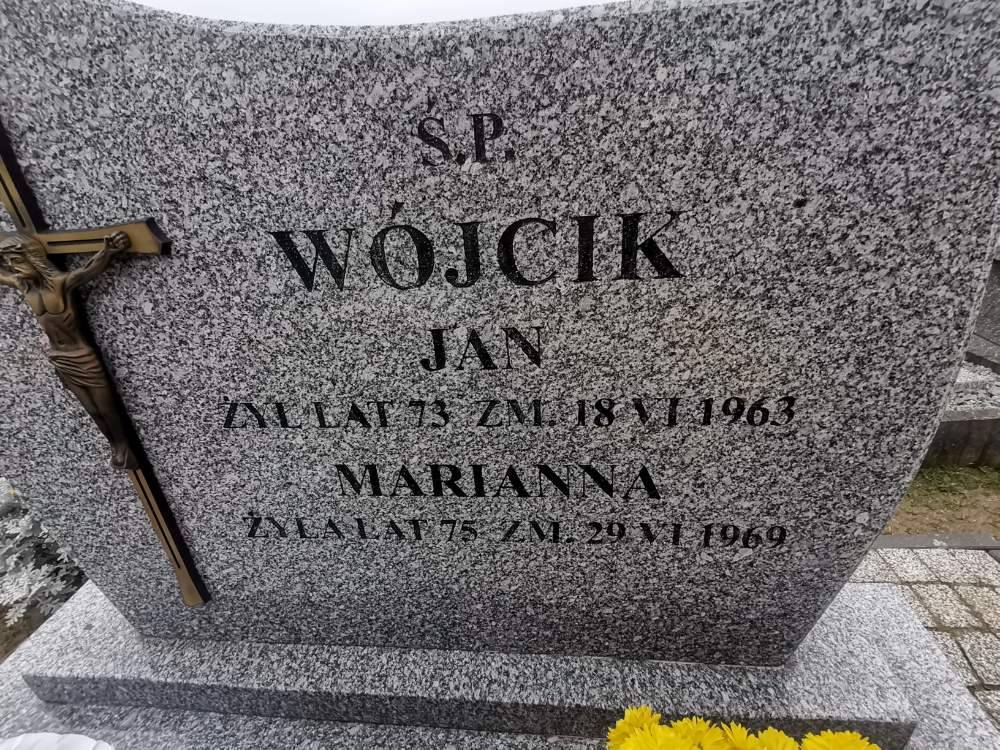 Ś.P.
WÓJCIK
JAN
ŻYŁ LAT 73 ZM. 18 VI 1963
MARIANNA
ŻYŁA LAT 75 ZM. 29 VI 1969